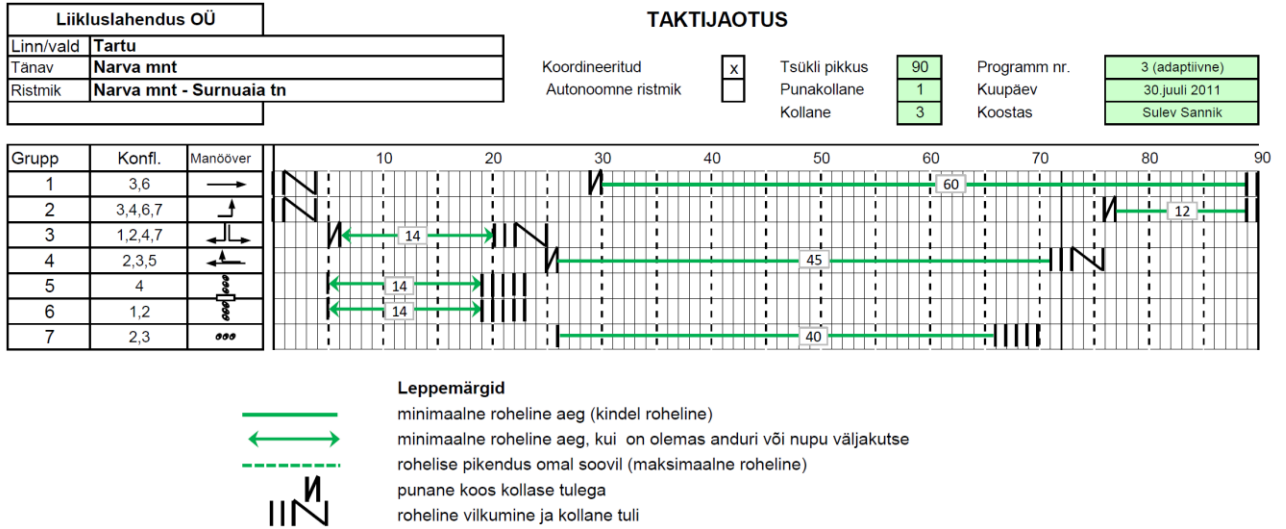 Liikluslahendus OÜ
TAKTIJAOTUS
Linn/vald Tartu
Tänav Narva mnt
Ristmik Narva mnt - Surnuaia tn
Koordineeritud x Tsükli pikkus 90 Programm nr. 3 (adaptiivne)
Autonoomne ristmik Punakollane 1 Kuupäev 30.juuli 2011
Kollane 3 Koostas Sulev Sannik
Grupp Konfl. Manööver 10 20 30 40 50 60 70 80 90
1 3,6 60
2 3,4,6,7 12
3 1,2,4,7 14
4 2,3,5 45
5 4 14
6 1,2 14
7 2,3 40
Leppemärgid
minimaalne roheline aeg (kindel roheline)
minimaalne roheline aeg, kui on olemas anduri või nupu väljakutse
rohelise pikendus omal soovil (maksimaalne roheline)
punane koos kollase tulega
roheline vilkumine ja kollane tuli